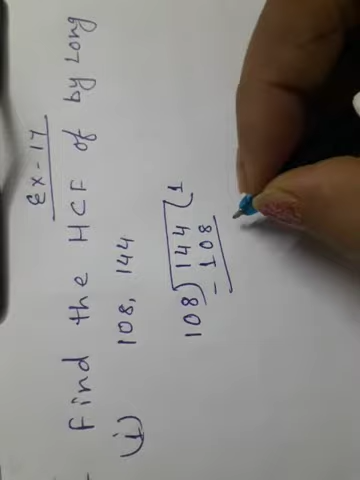 Ex-17
Find the HCF of by Long
(i) 108, 144
108) 144 (1
- 108